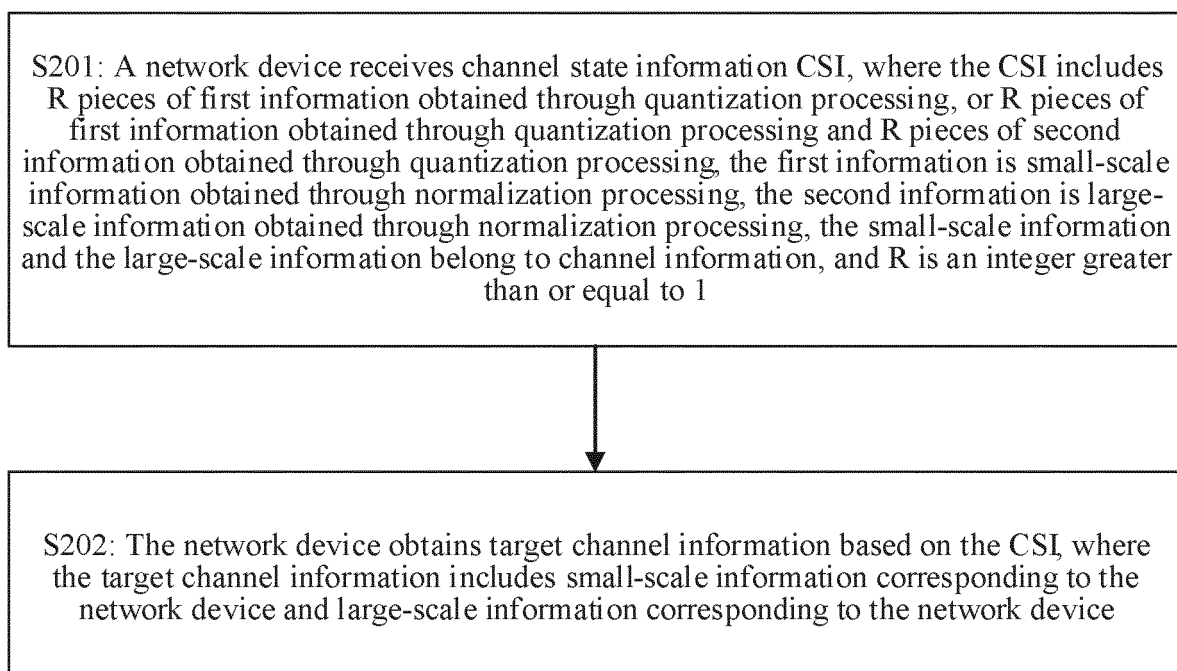 S201: A network device receives channel state information CSI, where the CSI includes
R pieces of first information obtained through quantization processing, or R pieces of
first information obtained through quantization processing and R pieces of second
information obtained through quantization processing, the first information is small-scale
information obtained through normalization processing, the second information is large-
scale information obtained through normalization processing, the small-scale information
and the large-scale information belong to channel information, and R is an integer greater
than or equal to 1
S202: The network device obtains target channel information based on the CSI, where
the target channel information includes small-scale information corresponding to the
network device and large-scale information corresponding to the network device